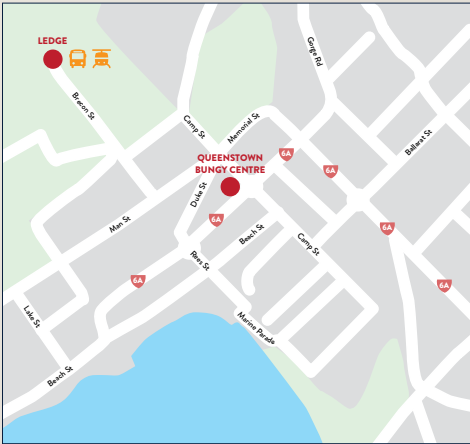 LEDGE
Brecon St
Gorge Rd
Camp St
Memorial St
Ballarat St
6A
6A
QUEENSTOWN
BUNGY CENTRE
Duke St
Man St
6A
6A
Beach St
Camp St
Rees St
6A
6A
Lake St
Marine Parade
Beach St